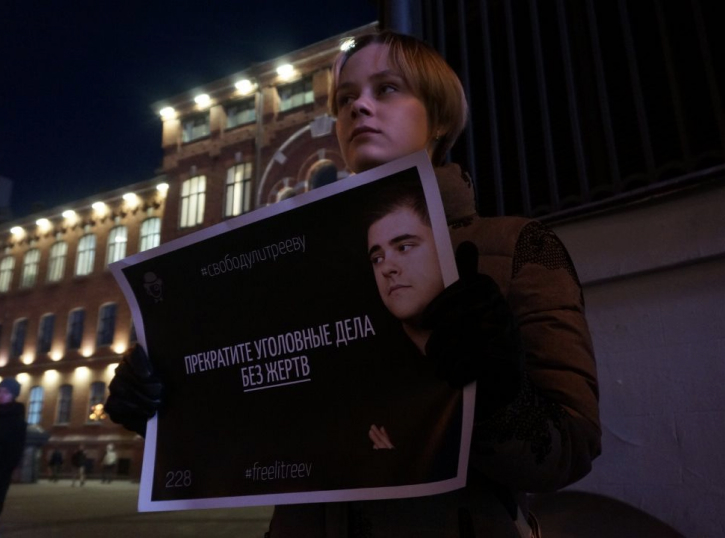 #свободулитрееву
ПРЕКРАТИТЕ УГОЛОВНЫЕ ДЕЛА
БЕЗ ЖЕРТВ
228
#freelitreev